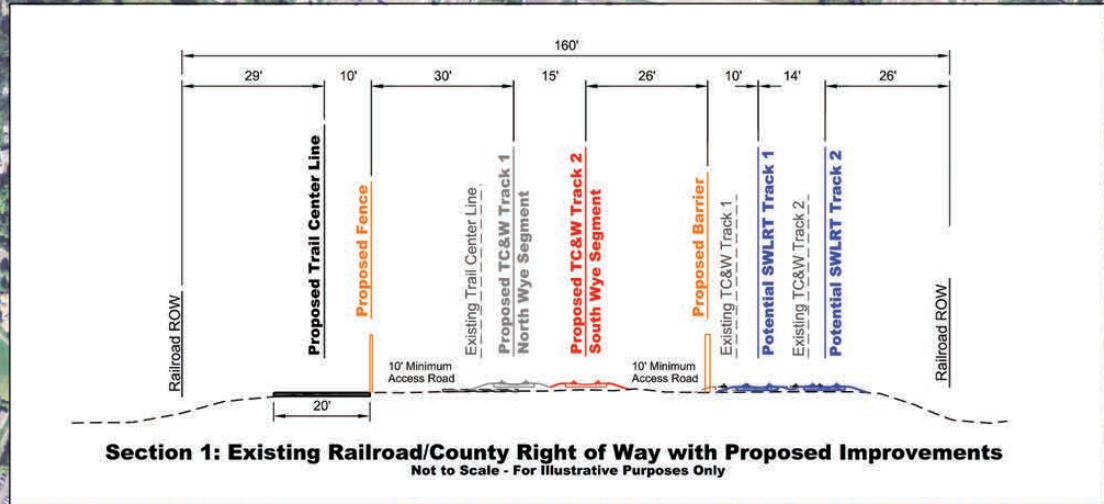 160'
29'
10'
30'
15'
26'
10'
14'
26'
Railroad ROW
Proposed Trail Center Line
Proposed Fence
Existing Trail Center Line
Proposed TC&W Track 1
North Wye Segment
Proposed TC&W Track 2
South Wye Segment
Proposed Barrier
Existing TC&W Track 1
Potential SWLRT Track 1
Existing TC&W Track 2
Potential SWLRT Track 2
Railroad ROW
10' Minimum
Access Road
10' Minimum
Access Road
20'
Section 1: Existing Railroad/County Right of Way with Proposed Improvements
Not to Scale - For Illustrative Purposes Only